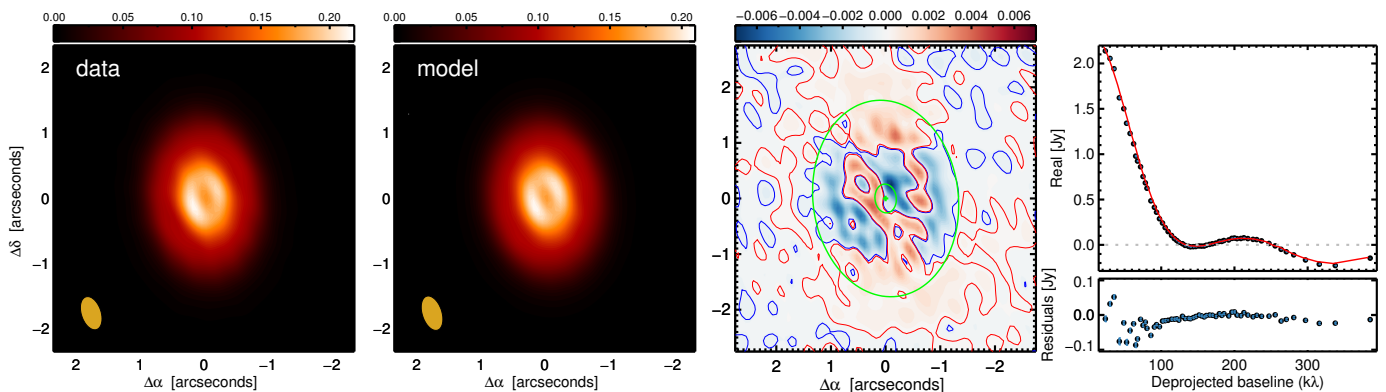 0.00 0.05 0.10 0.15 0.20
0.00 0.05 0.10 0.15 0.20
−0.006 −0.004 −0.002 0.000 0.002 0.004 0.006
data
model
2
1
0
−1
−2
Δδ [arcseconds]
2 1 0 −1 −2
Δα [arcseconds]
2
1
0
−1
−2
2 1 0 −1 −2
Δα [arcseconds]
2
1
0
−1
−2
2 1 0 −1 −2
Δα [arcseconds]
100 200 300
2.0
1.5
1.0
0.5
0.0
Real [Jy]
0.1
0.0
−0.1
Residuals [Jy]
100 200 300
Deprojected baseline (kλ)